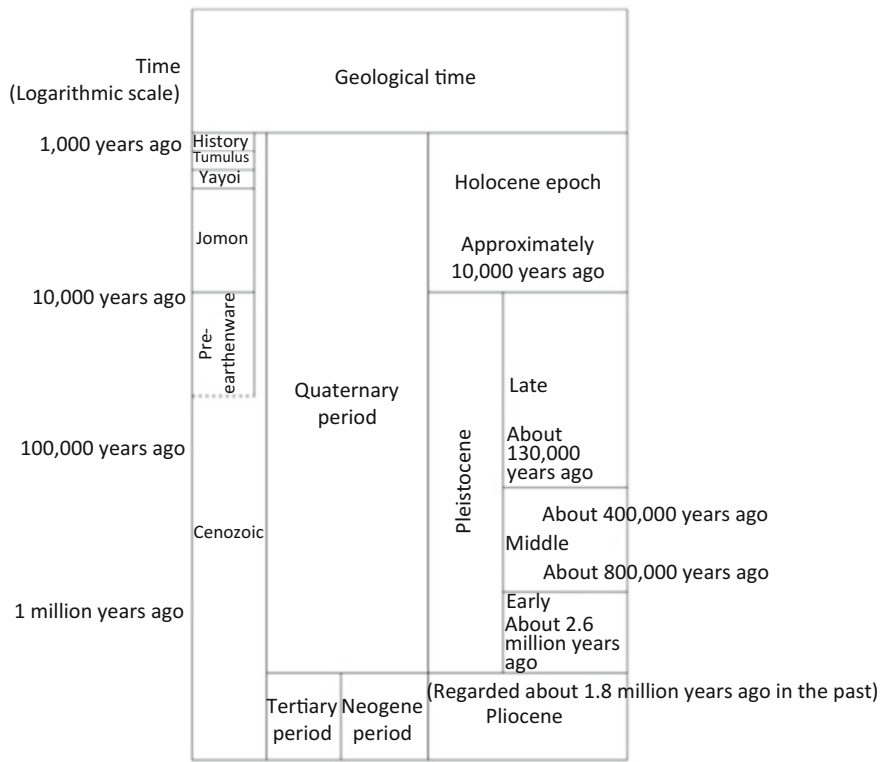 Time
(Logarithmic scale)
Geological time
1,000 years ago
History
Tumulus
Yayoi
Jomon
Holocene epoch
Approximately
10,000 years ago
10,000 years ago
Pre-
earthenware
Quaternary
period
Late
About
130,000
years ago
100,000 years ago
Pleistocene
About 400,000 years ago
Middle
About 800,000 years ago
Cenozoic
1 million years ago
Early
About 2.6
million years
ago
Tertiary
period
Neogene
period
(Regarded about 1.8 million years ago in the past)
Pliocene